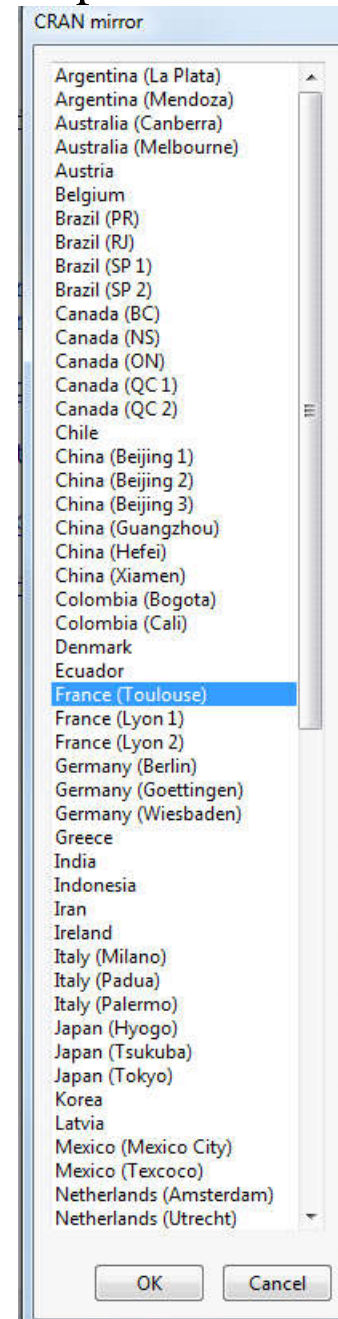 CRAN mirror
Argentina (La Plata)
Argentina (Mendoza)
Australia (Canberra)
Australia (Melbourne)
Austria
Belgium
Brazil (PR)
Brazil (RJ)
Brazil (SP 1)
Brazil (SP 2)
Canada (BC)
Canada (NS)
Canada (ON)
Canada (QC 1)
Canada (QC 2)
Chile
China (Beijing 1)
China (Beijing 2)
China (Beijing 3)
China (Guangzhou)
China (Hefei)
China (Xiamen)
Colombia (Bogota)
Colombia (Cali)
Denmark
Ecuador
France (Toulouse)
France (Lyon 1)
France (Lyon 2)
Germany (Berlin)
Germany (Goettingen)
Germany (Wiesbaden)
Greece
India
Indonesia
Iran
Ireland
Italy (Milano)
Italy (Padua)
Italy (Palermo)
Japan (Hyogo)
Japan (Tsukuba)
Japan (Tokyo)
Korea
Latvia
Mexico (Mexico City)
Mexico (Texcoco)
Netherlands (Amsterdam)
Netherlands (Utrecht)
OK Cancel